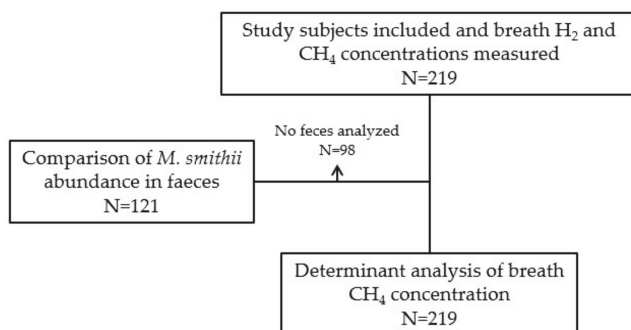 Study subjects included and breath H₂ and
CH₄ concentrations measured
N=219
No feces analyzed
N=98
Comparison of M. smithii
abundance in faeces
N=121
Determinant analysis of breath
CH₄ concentration
N=219